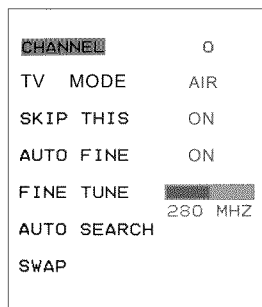 CHANNEL 0
TV MODE AIR
SKIP THIS ON
AUTO FINE ON
FINE TUNE
280 MHZ
AUTO SEARCH
SWAP